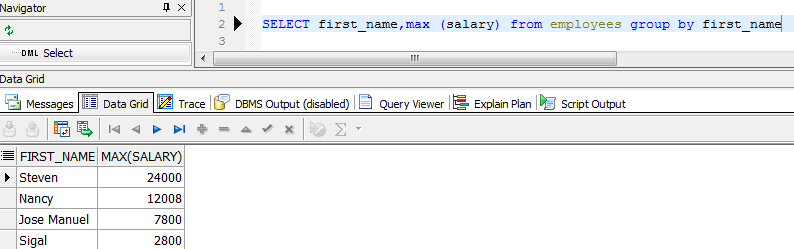 Navigator
DML Select
1
2 SELECT first_name,max (salary) from employees group by first_name
3
Data Grid
Messages Data Grid Trace DBMS Output (disabled) Query Viewer Explain Plan Script Output
FIRST_NAME MAX(SALARY)
Steven 24000
Nancy 12008
Jose Manuel 7800
Sigal 2800